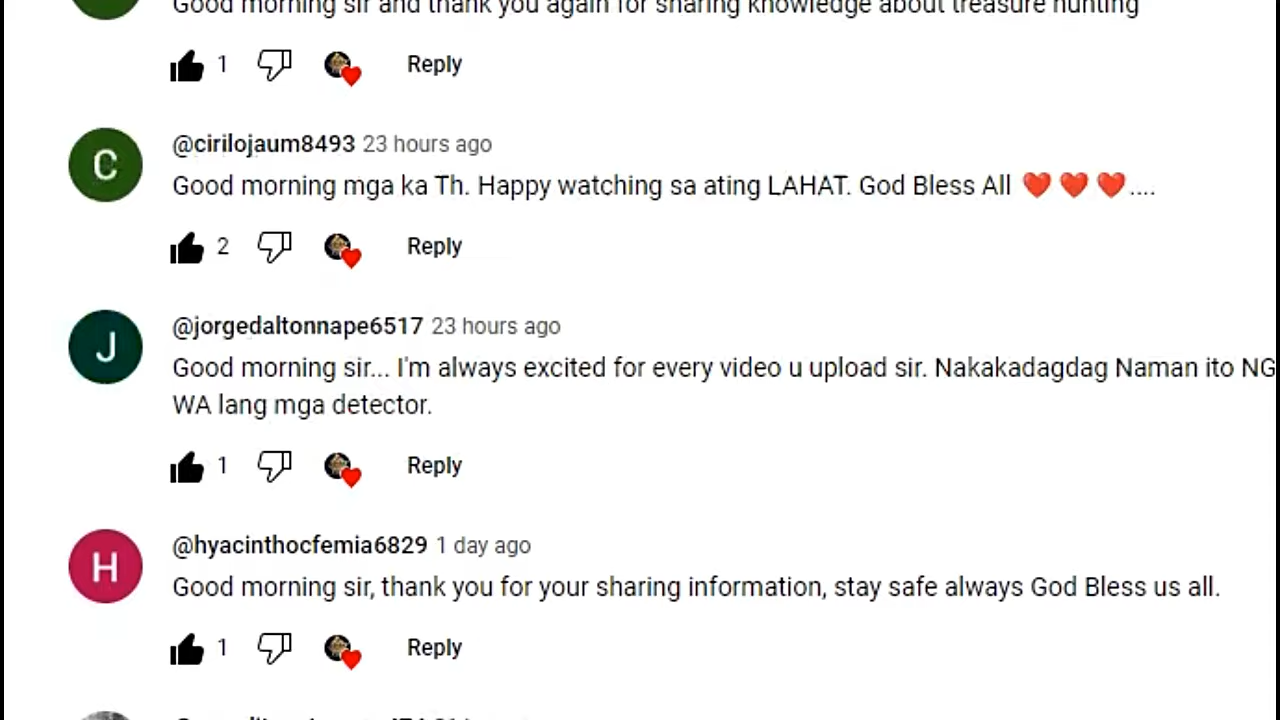 Good morning sir and thank you again for sharing knowledge about treasure hunting
1 Reply
C
@cirilojaum8493 23 hours ago
Good morning mga ka Th. Happy watching sa ating LAHAT. God Bless All ❤️ ❤️ ❤️....
2 Reply
J
@jorgedaltonnape6517 23 hours ago
Good morning sir... I'm always excited for every video u upload sir. Nakakadagdag Naman ito NG
WA lang mga detector.
1 Reply
H
@hyacinthocfemia6829 1 day ago
Good morning sir, thank you for your sharing information, stay safe always God Bless us all.
1 Reply